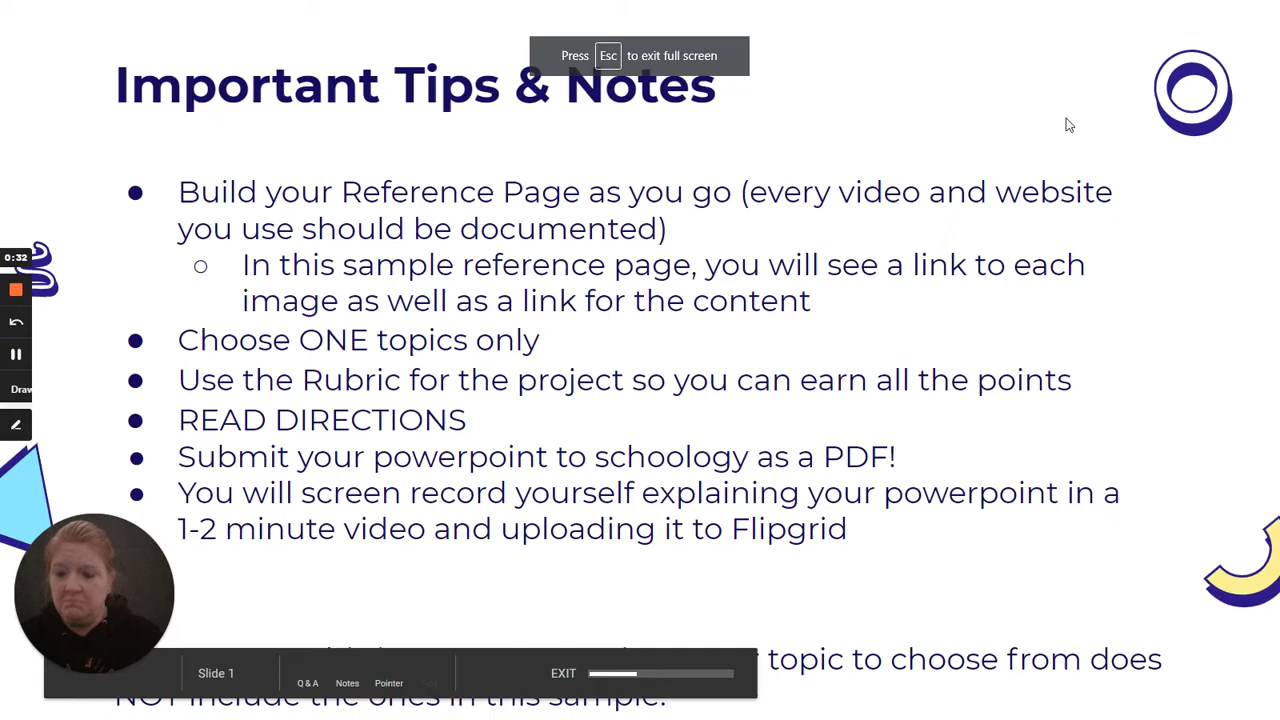 Press Esc to exit full screen
Important Tips & Notes
● Build your Reference Page as you go (every video and website
you use should be documented)
○ In this sample reference page, you will see a link to each
image as well as a link for the content
● Choose ONE topics only
● Use the Rubric for the project so you can earn all the points
● READ DIRECTIONS
● Submit your powerpoint to schoology as a PDF!
● You will screen record yourself explaining your powerpoint in a
1-2 minute video and uploading it to Flipgrid
0:32
Draw
topic to choose from does
NOT include the ones in this sample.
Slide 1
Q & A
Notes
Pointer
Tips
EXIT